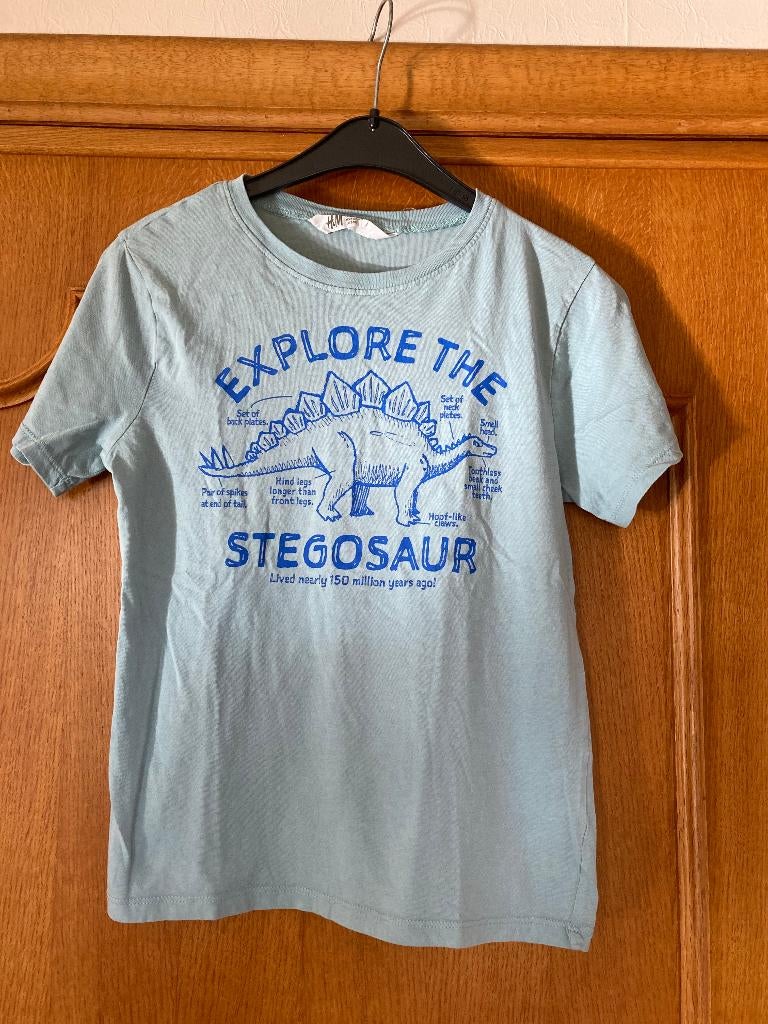 H&M
EXPLORE THE
Set of
back plates.
Set of
neck
plates.
Small
head.
Pair of spikes
at end of tail.
Hind legs
longer than
front legs.
Toothless
beak and
small cheek
teeth.
Hoof-like
claws.
STEGOSAUR
Lived nearly 150 million years ago!